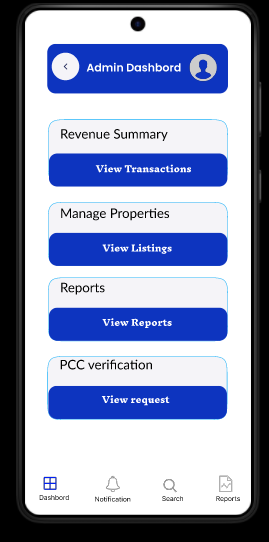 Admin Dashbord
Revenue Summary
View Transactions
Manage Properties
View Listings
Reports
View Reports
PCC verification
View request
Dashbord
Notification
Search
Reports